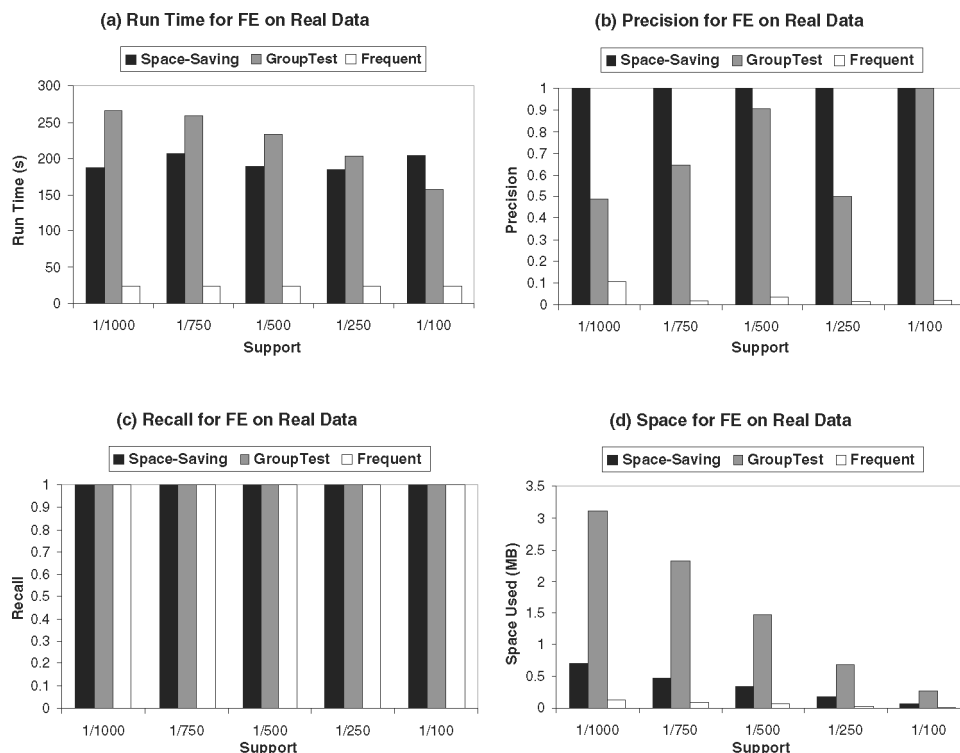 (a) Run Time for FE on Real Data
Space-Saving GroupTest Frequent
300
250
200
150
100
50
0
Run Time (s)
1/1000 1/750 1/500 1/250 1/100
Support
(b) Precision for FE on Real Data
Space-Saving GroupTest Frequent
1
0.9
0.8
0.7
0.6
0.5
0.4
0.3
0.2
0.1
0
Precision
1/1000 1/750 1/500 1/250 1/100
Support
(c) Recall for FE on Real Data
Space-Saving GroupTest Frequent
1
0.9
0.8
0.7
0.6
0.5
0.4
0.3
0.2
0.1
0
Recall
1/1000 1/750 1/500 1/250 1/100
Support
(d) Space for FE on Real Data
Space-Saving GroupTest Frequent
3.5
3
2.5
2
1.5
1
0.5
0
Space Used (MB)
1/1000 1/750 1/500 1/250 1/100
Support